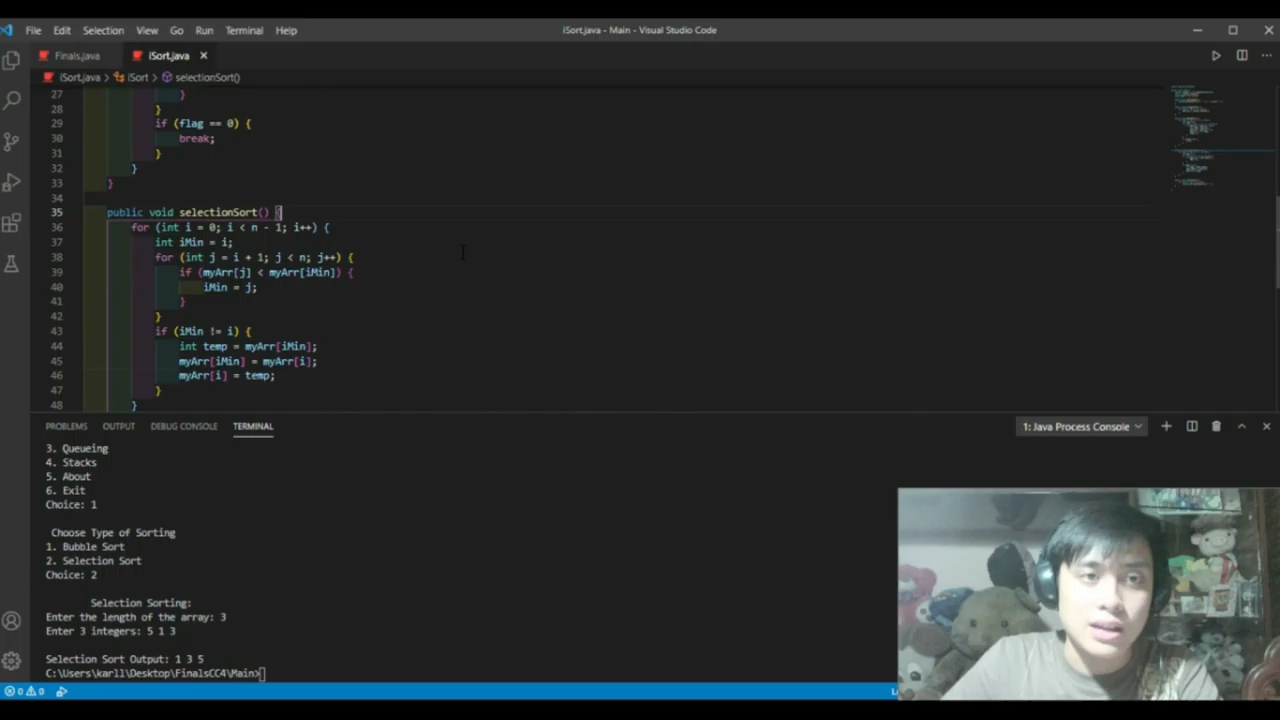 File Edit Selection View Go Run Terminal Help
iSort.java - Main - Visual Studio Code
Finals.java iSort.java
iSort.java > iSort > selectionSort()
27 }
28 }
29 if (flag == 0) {
30 break;
31 }
32 }
33 }
34
35 public void selectionSort() {
36 for (int i = 0; i < n - 1; i++) {
37 int iMin = i;
38 for (int j = i + 1; j < n; j++) {
39 if (myArr[j] < myArr[iMin]) {
40 iMin = j;
41 }
42 }
43 if (iMin != i) {
44 int temp = myArr[iMin];
45 myArr[iMin] = myArr[i];
46 myArr[i] = temp;
47 }
48 }
PROBLEMS OUTPUT DEBUG CONSOLE TERMINAL
1: Java Process Console
3. Queueing
4. Stacks
5. About
6. Exit
Choice: 1
Choose Type of Sorting
1. Bubble Sort
2. Selection Sort
Choice: 2
Selection Sorting:
Enter the length of the array: 3
Enter 3 integers: 5 1 3
Selection Sort Output: 1 3 5
C:\Users\karll\Desktop\FinalsCC4\Main>
0 0